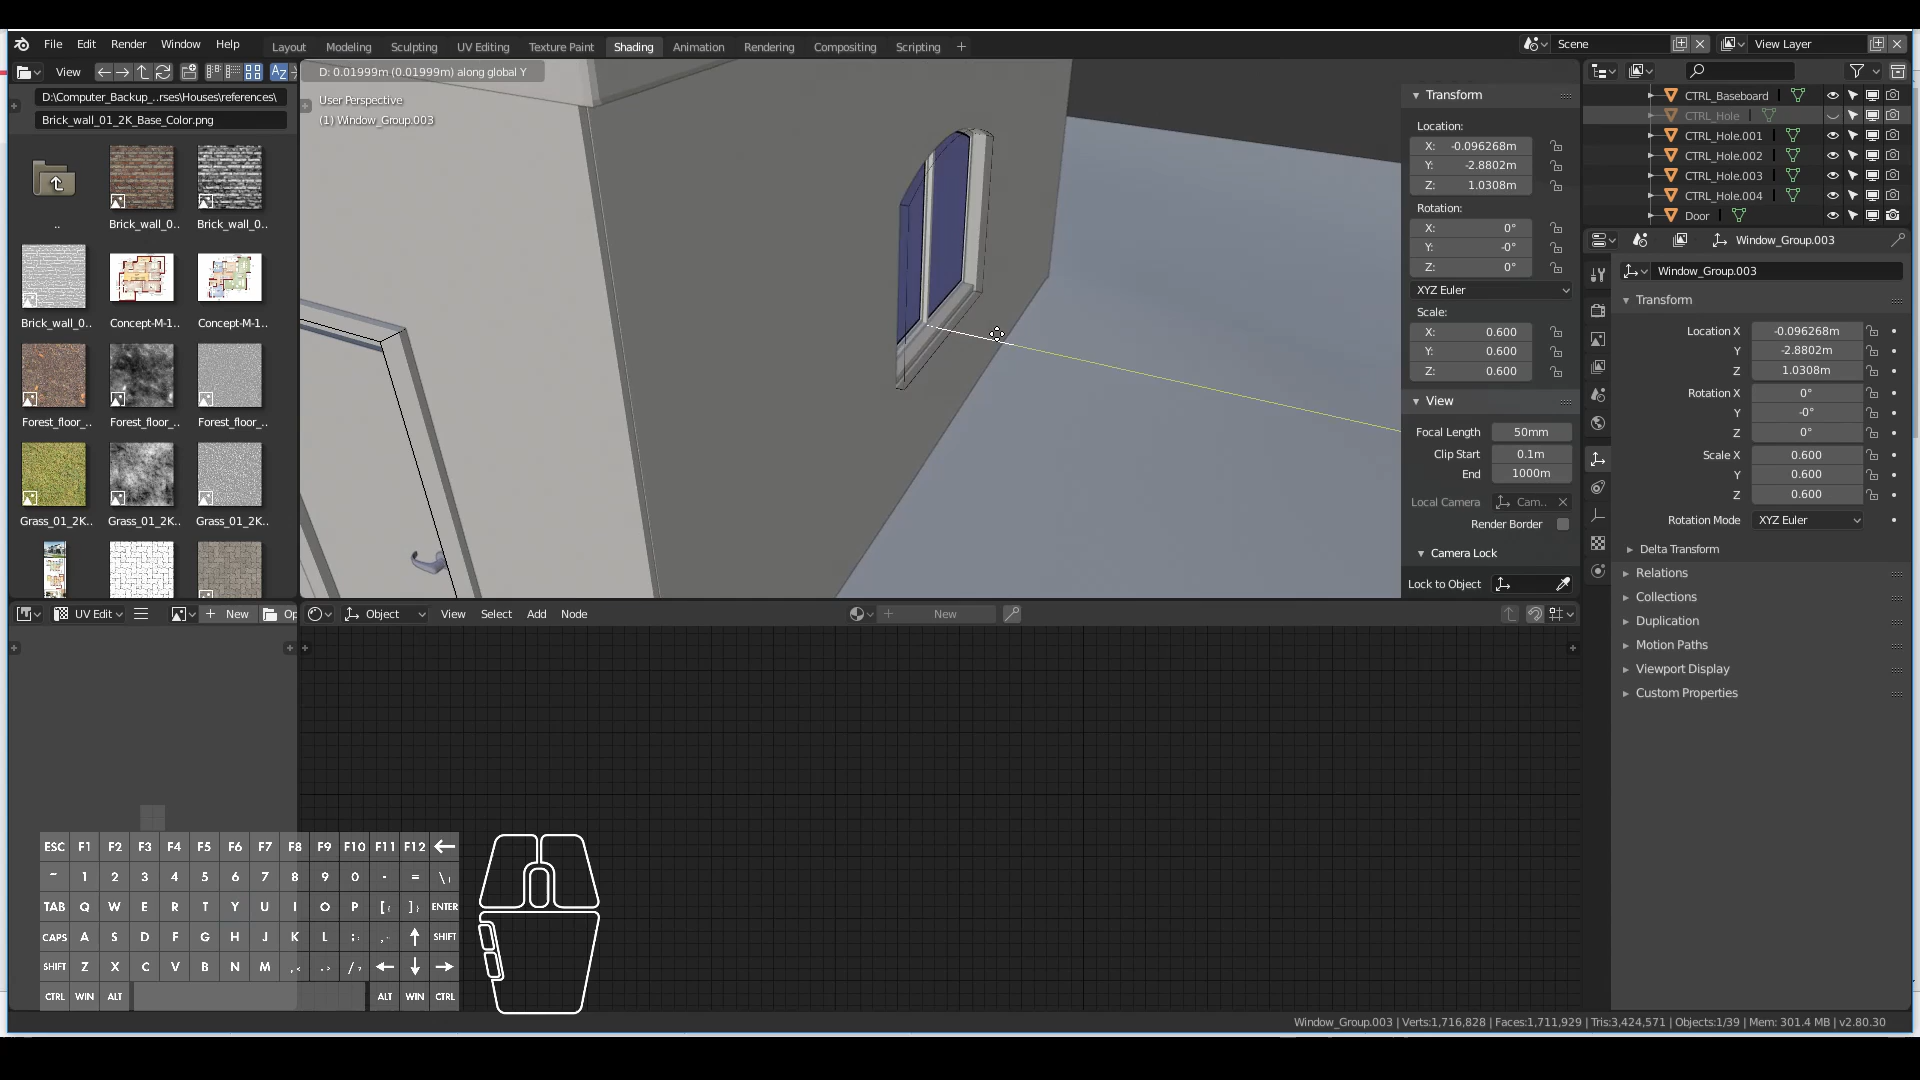 File Edit Render Window Help
Layout Modeling Sculpting UV Editing Texture Paint Shading Animation Rendering Compositing Scripting +
Scene
View Layer
View
D:\Computer_Backup_..rses\Houses\references\
Brick_wall_01_2K_Base_Color.png
..
Brick_wall_0..
Brick_wall_0..
Brick_wall_0..
Concept-M-1..
Concept-M-1..
Forest_floor_..
Forest_floor_..
Forest_floor_..
Grass_01_2K..
Grass_01_2K..
Grass_01_2K..
D: 0.01999m (0.01999m) along global Y
User Perspective
(1) Window_Group.003
Transform
Location:
X: -0.096268m
Y: -2.8802m
Z: 1.0308m
Rotation:
X: 0°
Y: -0°
Z: 0°
XYZ Euler
Scale:
X: 0.600
Y: 0.600
Z: 0.600
View
Focal Length 50mm
Clip Start 0.1m
End 1000m
Local Camera Cam..
Render Border
Camera Lock
Lock to Object
CTRL_Baseboard
CTRL_Hole
CTRL_Hole.001
CTRL_Hole.002
CTRL_Hole.003
CTRL_Hole.004
Door
Window_Group.003
Window_Group.003
Transform
Location X -0.096268m
Y -2.8802m
Z 1.0308m
Rotation X 0°
Y -0°
Z 0°
Scale X 0.600
Y 0.600
Z 0.600
Rotation Mode XYZ Euler
Delta Transform
Relations
Collections
Duplication
Motion Paths
Viewport Display
Custom Properties
UV Edit + New Op
Object View Select Add Node + New
ESC F1 F2 F3 F4 F5 F6 F7 F8 F9 F10 F11 F12
~ 1 2 3 4 5 6 7 8 9 0 - = \
TAB Q W E R T Y U I O P [ ] ENTER
CAPS A S D F G H J K L ; SHIFT
SHIFT Z X C V B N M , . /
CTRL WIN ALT ALT WIN CTRL
Window_Group.003 | Verts:1,716,828 | Faces:1,711,929 | Tris:3,424,571 | Objects:1/39 | Mem: 301.4 MB | v2.80.30